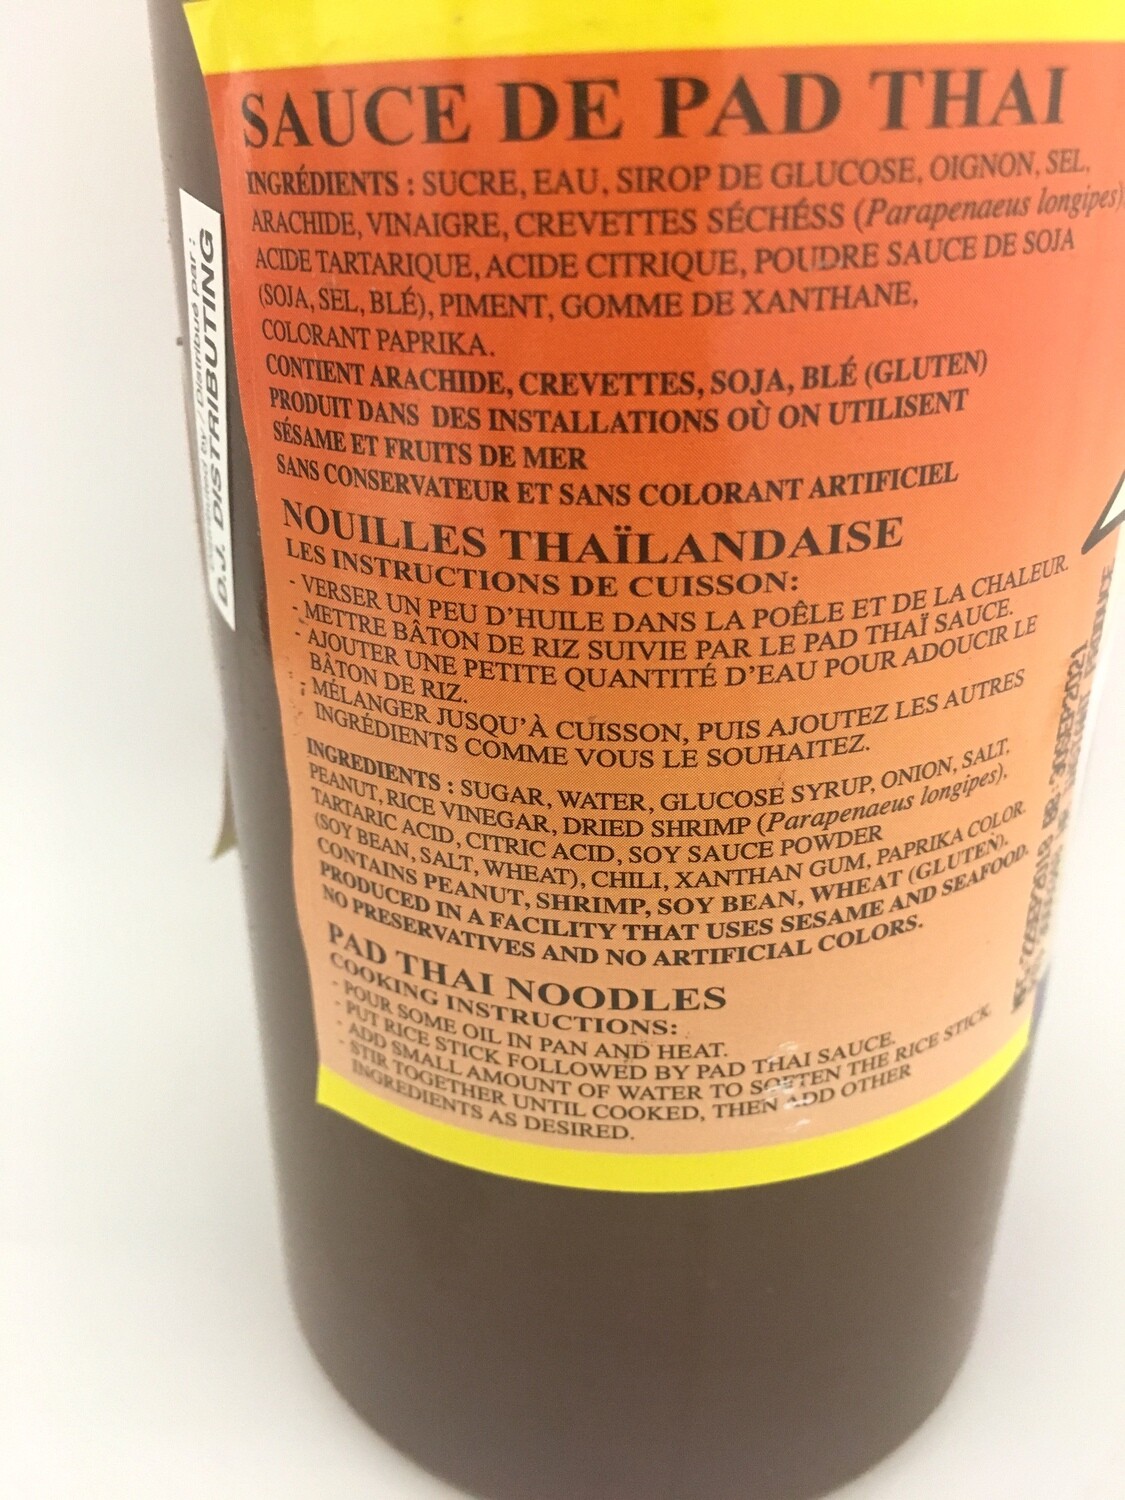 SAUCE DE PAD THAI
INGRÉDIENTS : SUCRE, EAU, SIROP DE GLUCOSE, OIGNON, SEL,
ARACHIDE, VINAIGRE, CREVETTES SÉCHÉSS (Parapenaeus longipes)
ACIDE TARTARIQUE, ACIDE CITRIQUE, POUDRE SAUCE DE SOJA
(SOJA, SEL, BLÉ), PIMENT, GOMME DE XANTHANE,
COLORANT PAPRIKA.
CONTIENT ARACHIDE, CREVETTES, SOJA, BLÉ (GLUTEN)
PRODUIT DANS DES INSTALLATIONS OÙ ON UTILISENT
SÉSAME ET FRUITS DE MER
SANS CONSERVATEUR ET SANS COLORANT ARTIFICIEL
NOUILLES THAÏLANDAISE
LES INSTRUCTIONS DE CUISSON:
- VERSER UN PEU D'HUILE DANS LA POÊLE ET DE LA CHALEUR.
- METTRE BÂTON DE RIZ SUIVIE PAR LE PAD THAÏ SAUCE.
- AJOUTER UNE PETITE QUANTITÉ D'EAU POUR ADOUCIR LE
BÂTON DE RIZ.
- MÉLANGER JUSQU'À CUISSON, PUIS AJOUTEZ LES AUTRES
INGRÉDIENTS COMME VOUS LE SOUHAITEZ.
INGREDIENTS : SUGAR, WATER, GLUCOSE SYRUP, ONION, SALT,
PEANUT, RICE VINEGAR, DRIED SHRIMP (Parapenaeus longipes),
TARTARIC ACID, CITRIC ACID, SOY SAUCE POWDER
(SOY BEAN, SALT, WHEAT), CHILI, XANTHAN GUM, PAPRIKA COLOR.
CONTAINS PEANUT, SHRIMP, SOY BEAN, WHEAT (GLUTEN).
PRODUCED IN A FACILITY THAT USES SESAME AND SEAFOOD.
NO PRESERVATIVES AND NO ARTIFICIAL COLORS.
PAD THAI NOODLES
COOKING INSTRUCTIONS:
- POUR SOME OIL IN PAN AND HEAT.
- PUT RICE STICK FOLLOWED BY PAD THAI SAUCE.
- ADD SMALL AMOUNT OF WATER TO SOFTEN THE RICE STICK.
- STIR TOGETHER UNTIL COOKED, THEN ADD OTHER
INGREDIENTS AS DESIRED.
Distribué par :
D.J. DISTRIBUTING
BB:30SEP2021
PRODUCE